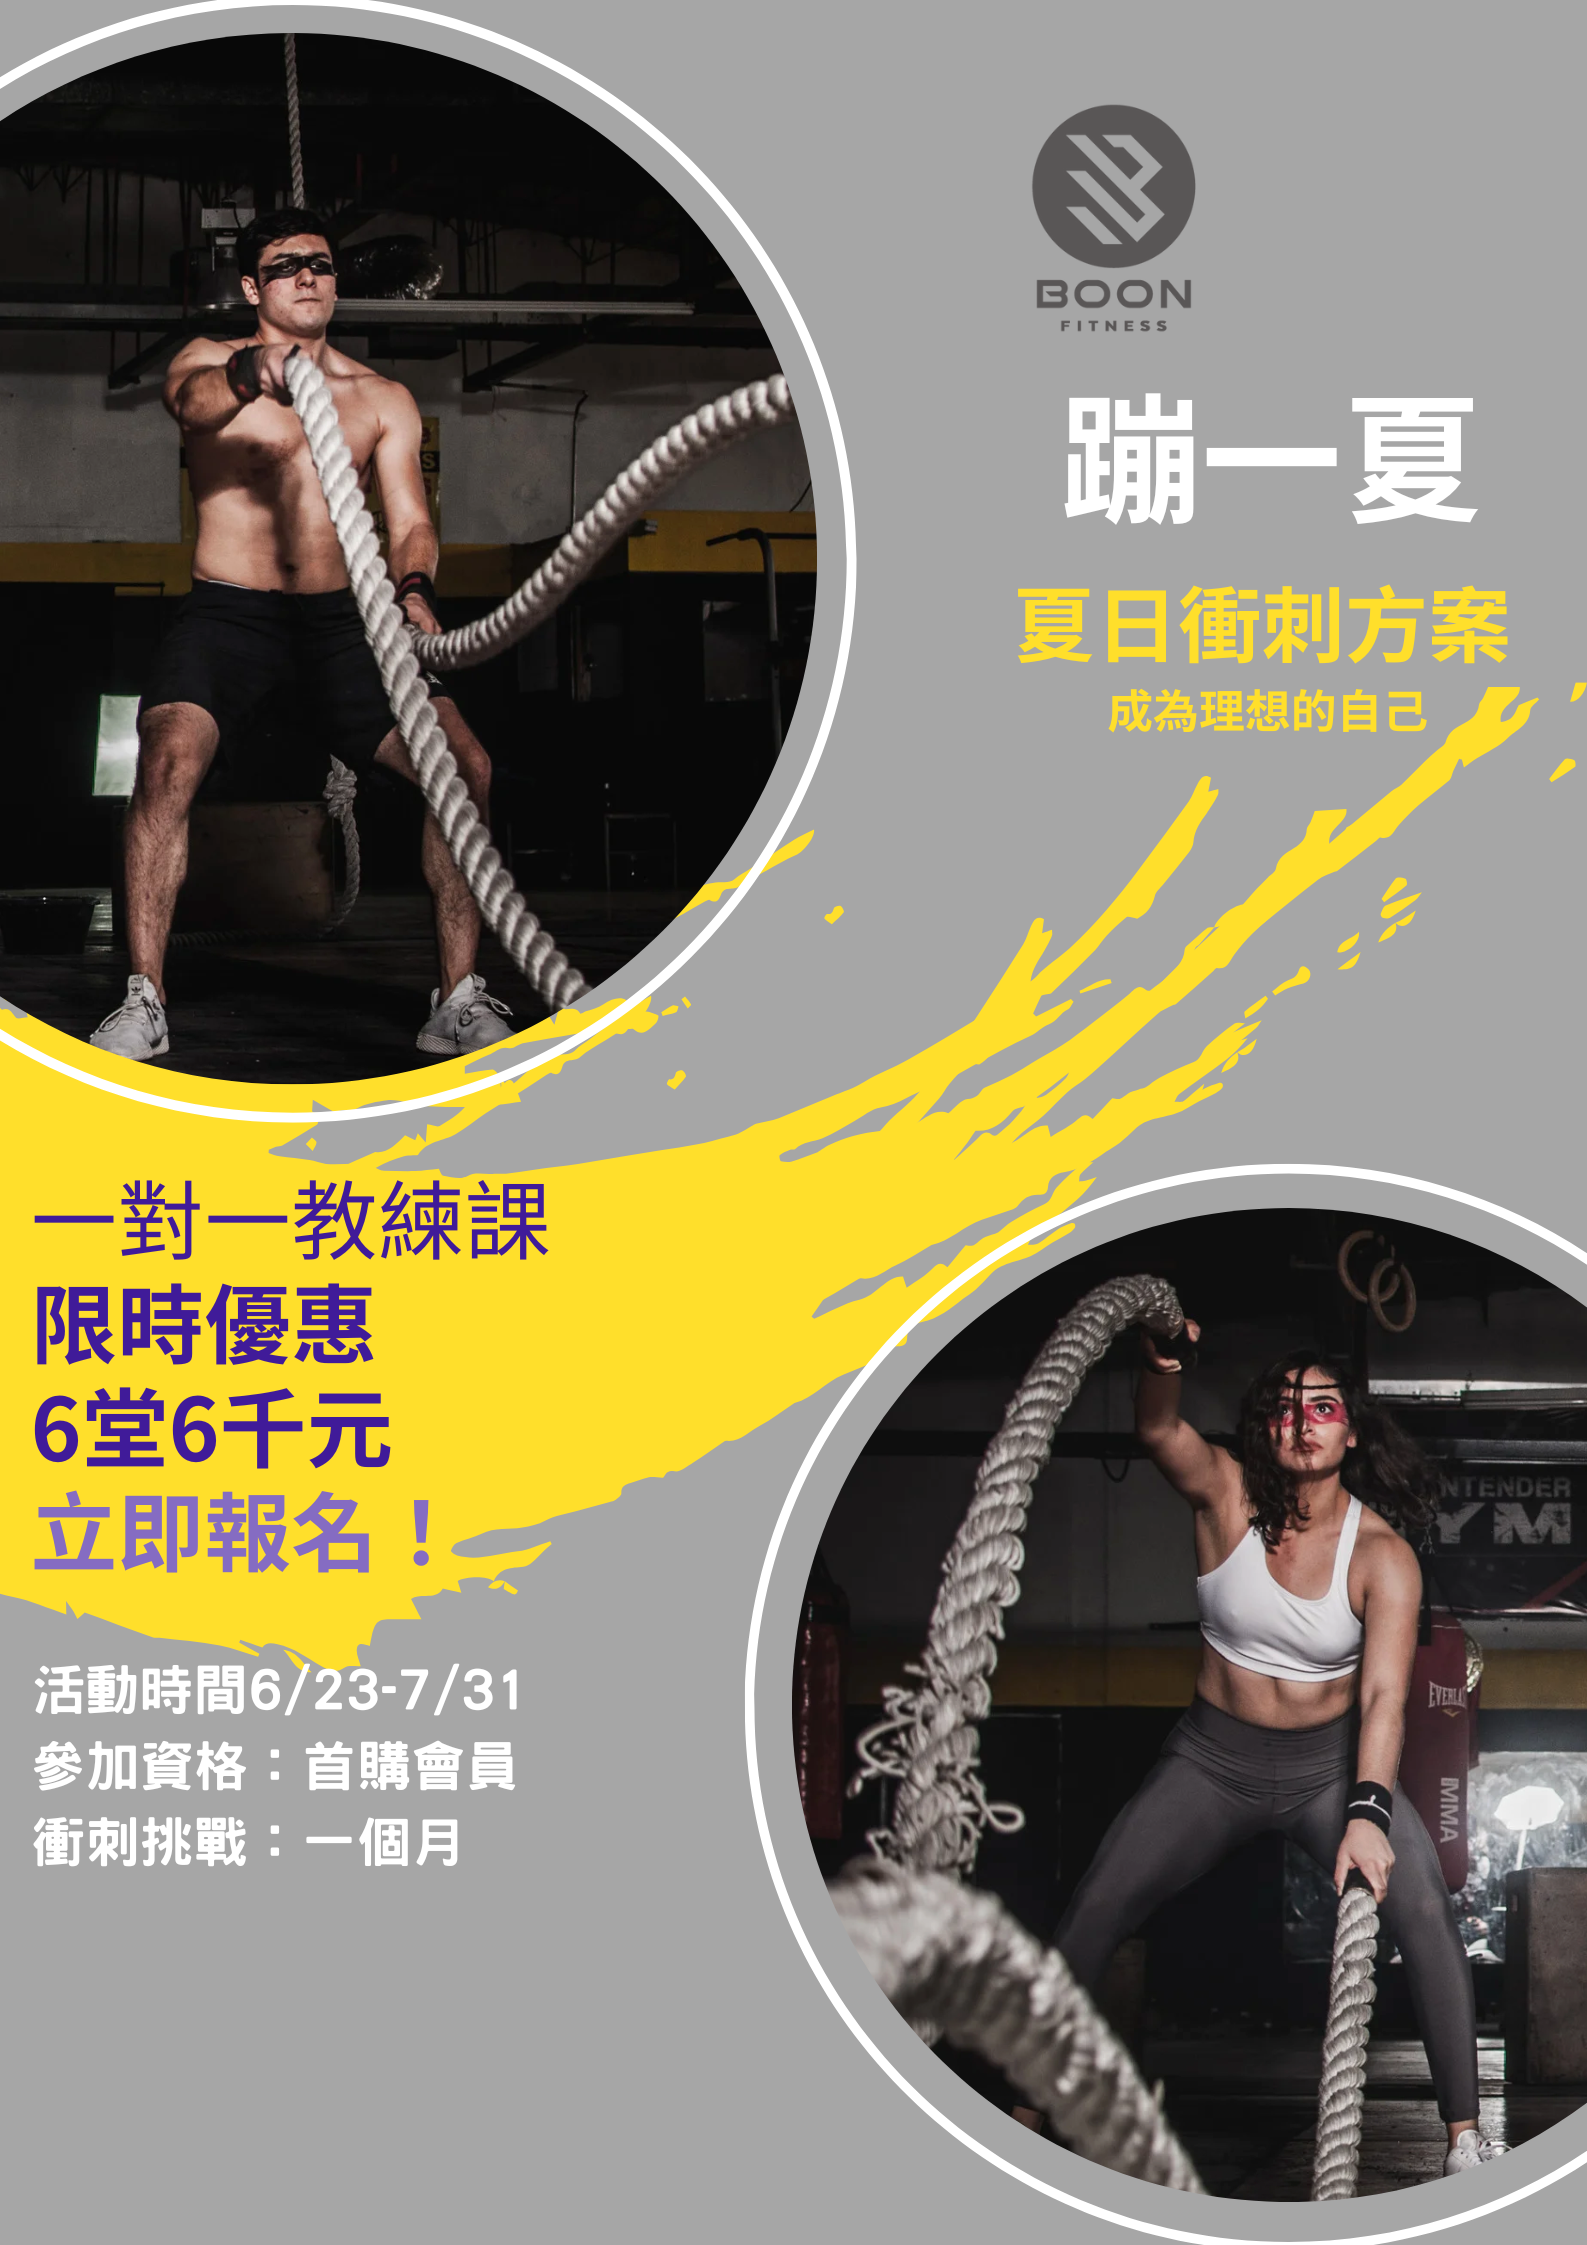 BOON
FITNESS
蹦一夏
夏日衝刺方案
成為理想的自己
一對一教練課
限時優惠
6堂6千元
立即報名！
活動時間6/23-7/31
參加資格：首購會員
衝刺挑戰：一個月
NTENDER
YM
IMMA